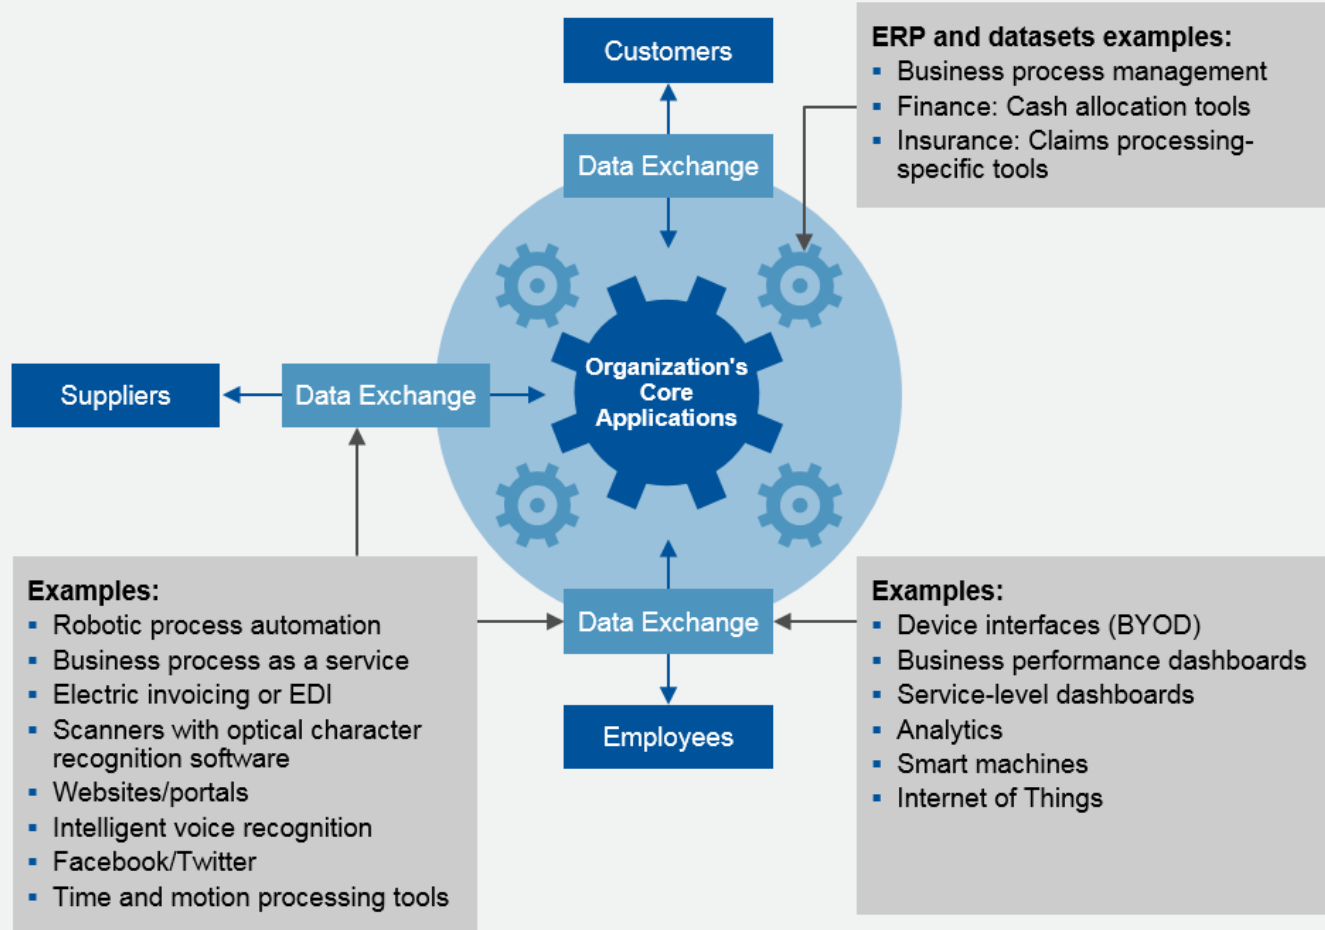 Customers
Data Exchange
ERP and datasets examples:
▪ Business process management
▪ Finance: Cash allocation tools
▪ Insurance: Claims processing-
specific tools
Suppliers
Data Exchange
Organization's
Core
Applications
Examples:
▪ Robotic process automation
▪ Business process as a service
▪ Electric invoicing or EDI
▪ Scanners with optical character
recognition software
▪ Websites/portals
▪ Intelligent voice recognition
▪ Facebook/Twitter
▪ Time and motion processing tools
Data Exchange
Employees
Examples:
▪ Device interfaces (BYOD)
▪ Business performance dashboards
▪ Service-level dashboards
▪ Analytics
▪ Smart machines
▪ Internet of Things